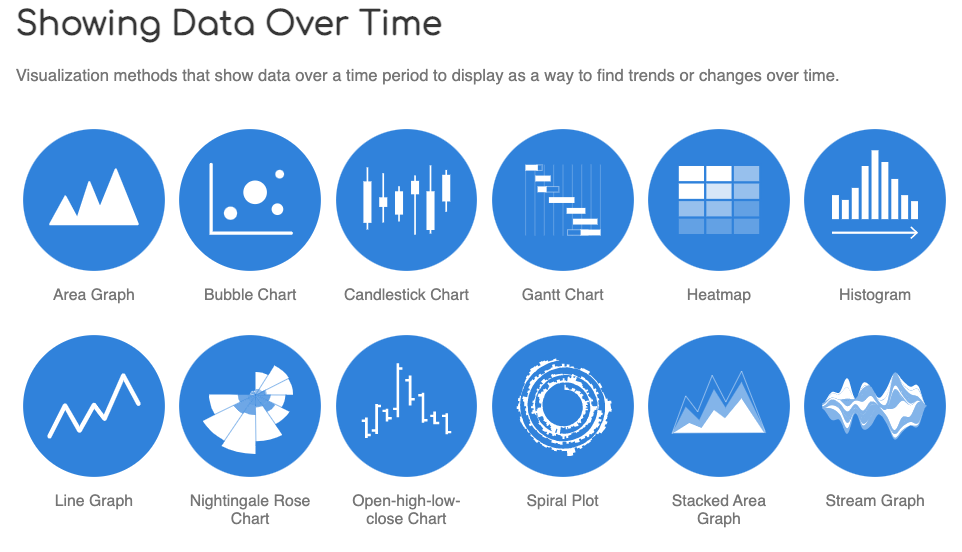 Showing Data Over Time
Visualization methods that show data over a time period to display as a way to find trends or changes over time.
Area Graph
Bubble Chart
Candlestick Chart
Gantt Chart
Heatmap
Histogram
Line Graph
Nightingale Rose
Chart
Open-high-low-
close Chart
Spiral Plot
Stacked Area
Graph
Stream Graph